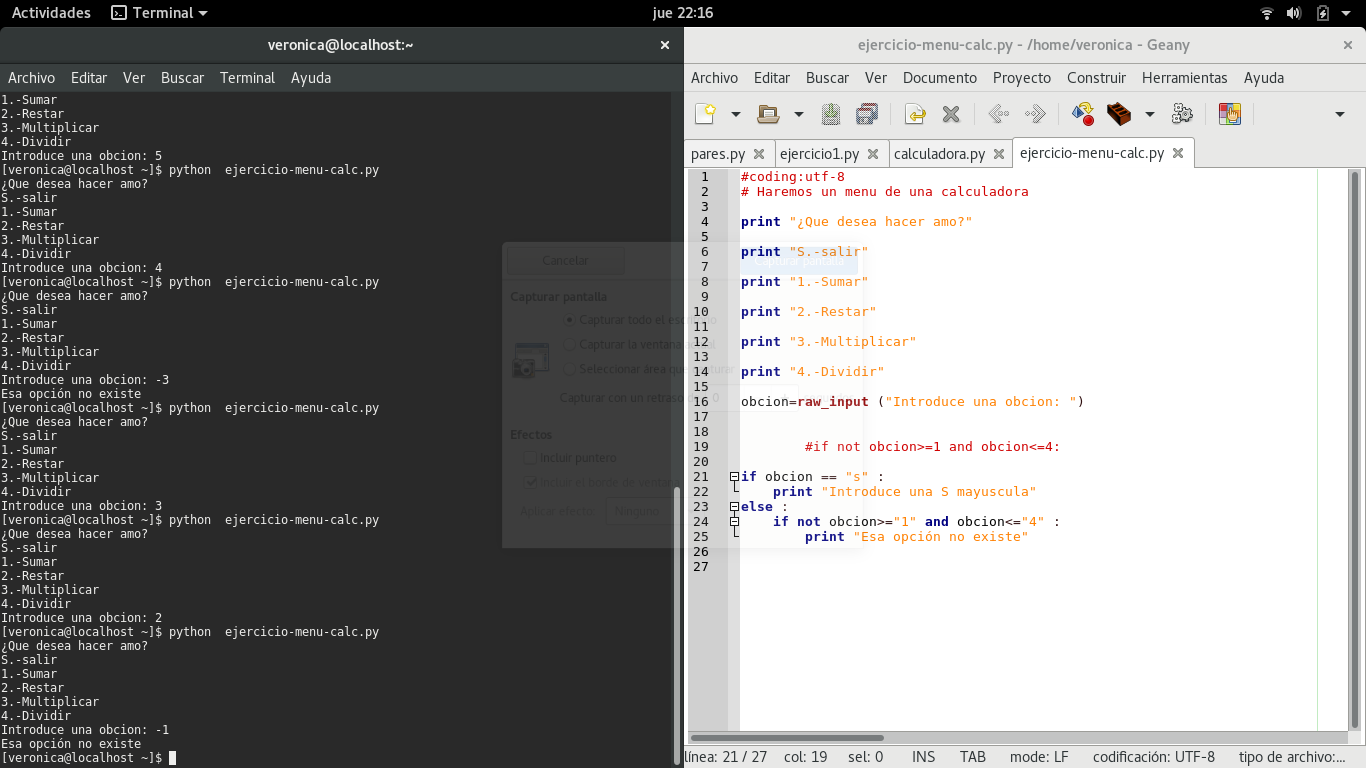 Actividades Terminal jue 22:16
veronica@localhost:~
Archivo Editar Ver Buscar Terminal Ayuda
1.-Sumar
2.-Restar
3.-Multiplicar
4.-Dividir
Introduce una obcion: 5
[veronica@localhost ~]$ python  ejercicio-menu-calc.py
¿Que desea hacer amo?
S.-salir
1.-Sumar
2.-Restar
3.-Multiplicar
4.-Dividir
Introduce una obcion: 4
[veronica@localhost ~]$ python  ejercicio-menu-calc.py
¿Que desea hacer amo?
S.-salir
1.-Sumar
2.-Restar
3.-Multiplicar
4.-Dividir
Introduce una obcion: -3
Esa opción no existe
[veronica@localhost ~]$ python  ejercicio-menu-calc.py
¿Que desea hacer amo?
S.-salir
1.-Sumar
2.-Restar
3.-Multiplicar
4.-Dividir
Introduce una obcion: 3
[veronica@localhost ~]$ python  ejercicio-menu-calc.py
¿Que desea hacer amo?
S.-salir
1.-Sumar
2.-Restar
3.-Multiplicar
4.-Dividir
Introduce una obcion: 2
[veronica@localhost ~]$ python  ejercicio-menu-calc.py
¿Que desea hacer amo?
S.-salir
1.-Sumar
2.-Restar
3.-Multiplicar
4.-Dividir
Introduce una obcion: -1
Esa opción no existe
[veronica@localhost ~]$
Cancelar
Capturar pantalla
Capturar todo el
Capturar la ventana
Seleccionar área que capturar
Capturar con un retraso de 0
Efectos
Incluir puntero
Incluir el borde de ventana
Aplicar efecto: Ninguno
ejercicio-menu-calc.py - /home/veronica - Geany
Archivo Editar Buscar Ver Documento Proyecto Construir Herramientas Ayuda
pares.py ejercicio1.py calculadora.py ejercicio-menu-calc.py
1 #coding:utf-8
2 # Haremos un menu de una calculadora
3
4 print "¿Que desea hacer amo?"
5
6 print "S.-salir"
7
8 print "1.-Sumar"
9
10 print "2.-Restar"
11
12 print "3.-Multiplicar"
13
14 print "4.-Dividir"
15
16 obcion=raw_input ("Introduce una obcion: ")
17
18
19 #if not obcion>=1 and obcion<=4:
20
21 if obcion == "s" :
22 print "Introduce una S mayuscula"
23 else :
24 if not obcion>="1" and obcion<="4" :
25 print "Esa opción no existe"
26
27
línea: 21 / 27 col: 19 sel: 0 INS TAB mode: LF codificación: UTF-8 tipo de archivo:...